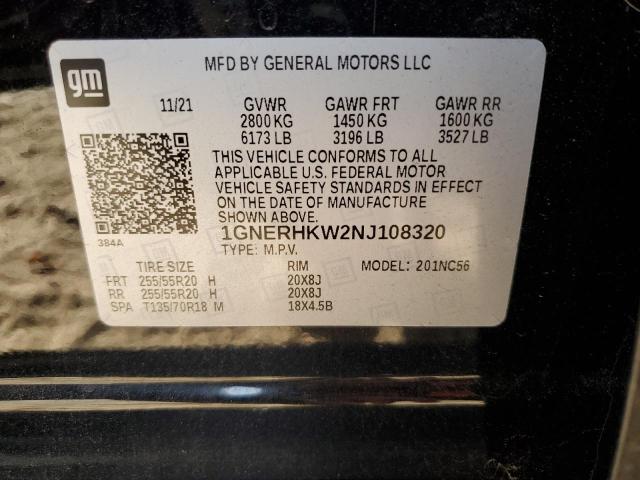 gm
MFD BY GENERAL MOTORS LLC
11/21 GVWR GAWR FRT GAWR RR
2800 KG 1450 KG 1600 KG
6173 LB 3196 LB 3527 LB
THIS VEHICLE CONFORMS TO ALL
APPLICABLE U.S. FEDERAL MOTOR
VEHICLE SAFETY STANDARDS IN EFFECT
ON THE DATE OF MANUFACTURE
SHOWN ABOVE.
384A
1GNERHKW2NJ108320
TYPE: M.P.V.
TIRE SIZE RIM MODEL: 201NC56
FRT 255/55R20 H 20X8J
RR 255/55R20 H 20X8J
SPA T135/70R18 M 18X4.5B